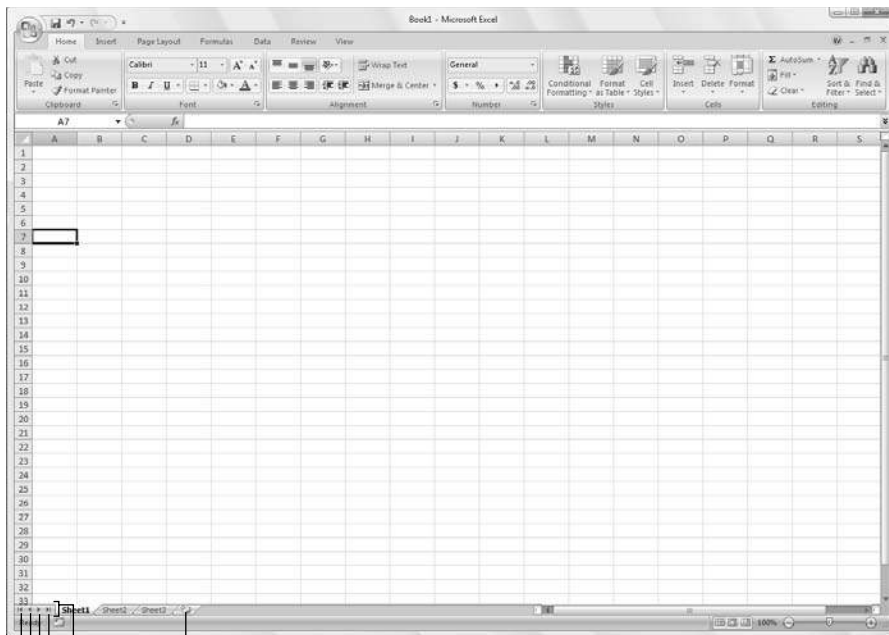 Book1 - Microsoft Excel
Home Insert Page Layout Formulas Data Review View
Cut
Copy
Format Painter
Paste
Clipboard
Calibri 11
B I U
Font
Wrap Text
Merge & Center
Alignment
General
$ % ,
Number
Conditional Formatting
Format as Table
Cell Styles
Styles
Insert Delete Format
Cells
Σ AutoSum
Fill
Clear
Sort & Filter
Find & Select
Editing
A7 fx
A B C D E F G H I J K L M N O P Q R S
1
2
3
4
5
6
7
8
9
10
11
12
13
14
15
16
17
18
19
20
21
22
23
24
25
26
27
28
29
30
31
32
33
Sheet1 Sheet2 Sheet3
Ready 100%